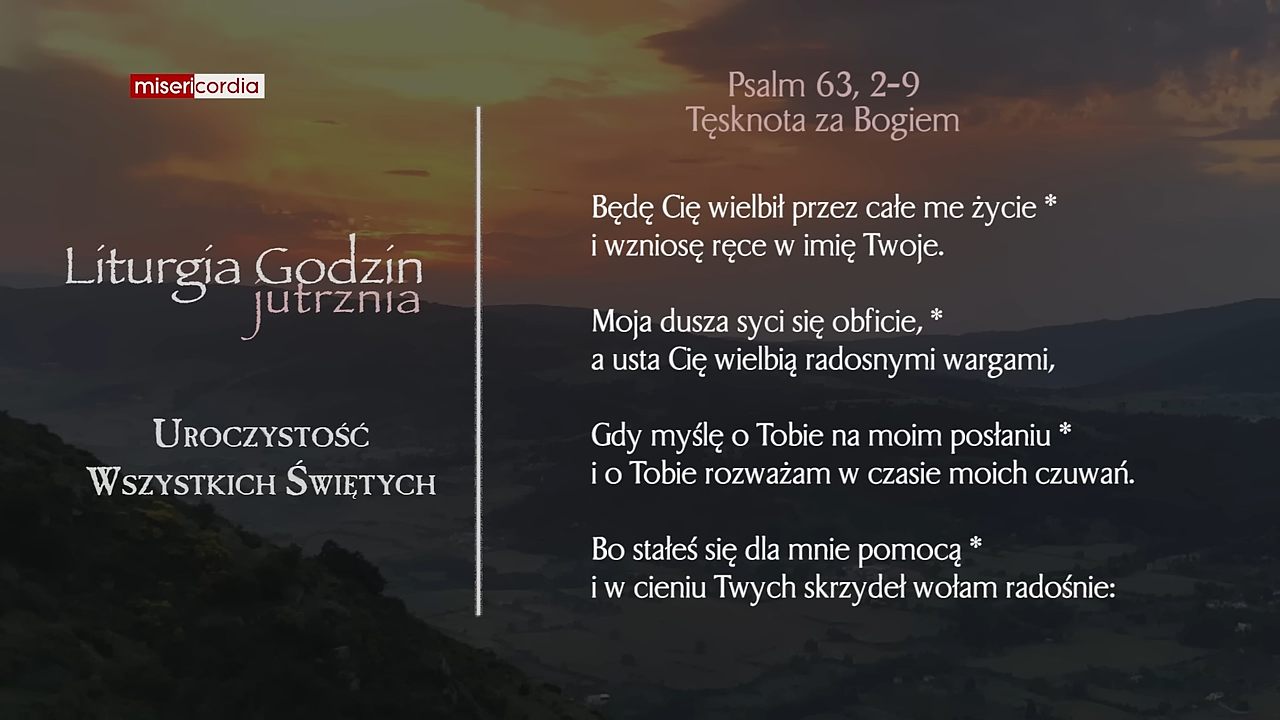 misericordia
Liturgia Godzin
jutrznia
Uroczystość
Wszystkich Świętych
Psalm 63, 2-9
Tęsknota za Bogiem
Będę Cię wielbił przez całe me życie *
i wzniosę ręce w imię Twoje.
Moja dusza syci się obficie, *
a usta Cię wielbią radosnymi wargami,
Gdy myślę o Tobie na moim posłaniu *
i o Tobie rozważam w czasie moich czuwań.
Bo stałeś się dla mnie pomocą *
i w cieniu Twych skrzydeł wołam radośnie: